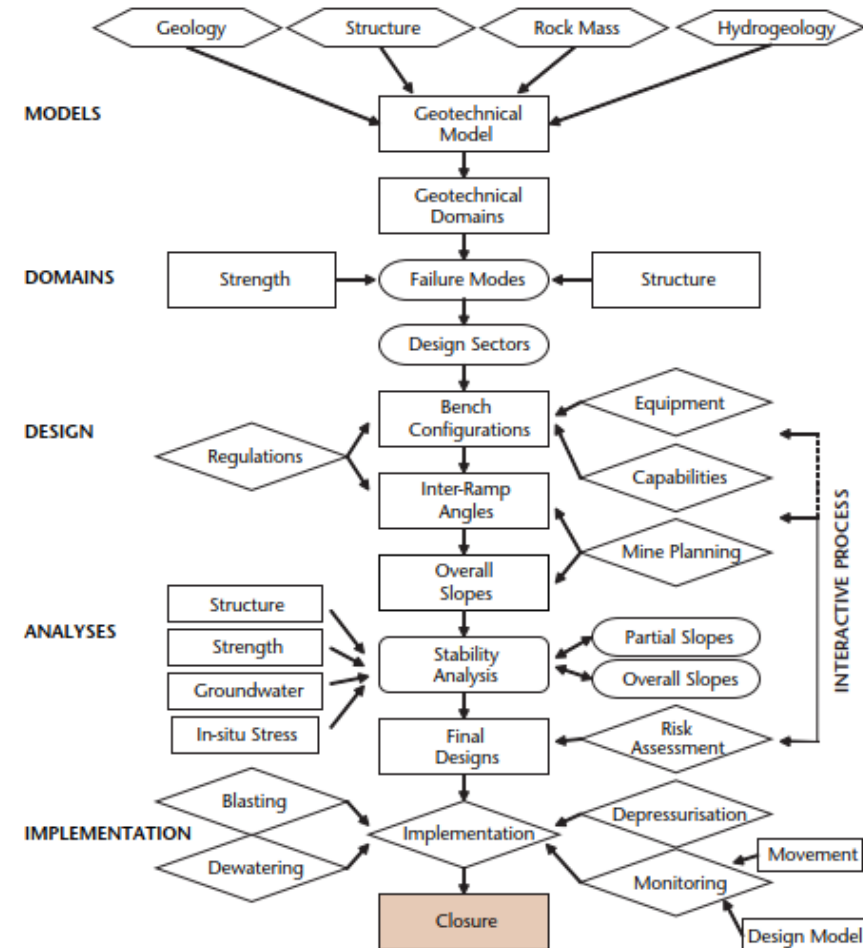 Geology
Structure
Rock Mass
Hydrogeology
MODELS
Geotechnical
Model
Geotechnical
Domains
DOMAINS
Strength
Failure Modes
Structure
Design Sectors
DESIGN
Bench
Configurations
Equipment
Regulations
Capabilities
Inter-Ramp
Angles
Mine Planning
Overall
Slopes
INTERACTIVE PROCESS
ANALYSES
Structure
Strength
Groundwater
In-situ Stress
Stability
Analysis
Partial Slopes
Overall Slopes
Final
Designs
Risk
Assessment
IMPLEMENTATION
Blasting
Dewatering
Implementation
Depressurisation
Monitoring
Movement
Design Model
Closure